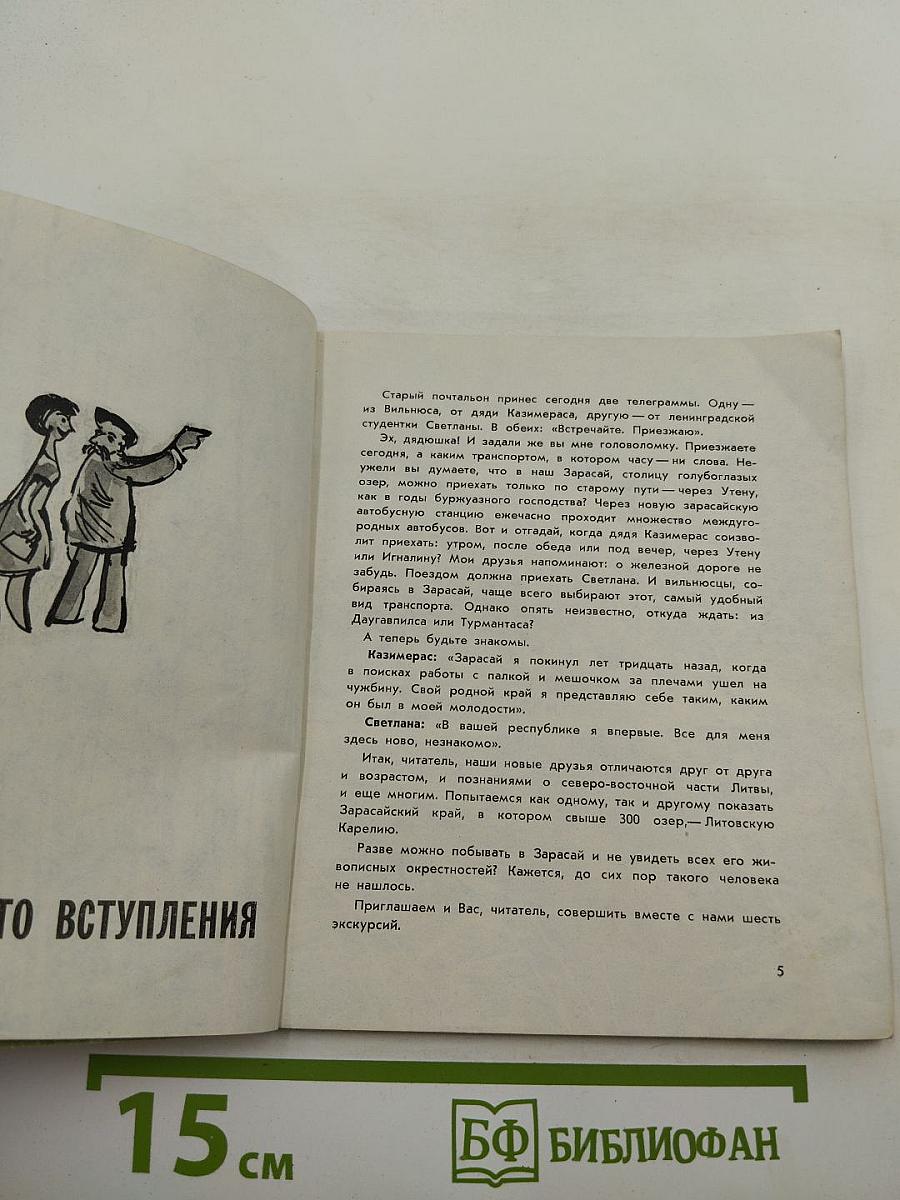 ТО ВСТУПЛЕНИЯ
Старый почтальон принес сегодня две телеграммы. Одну —
из Вильнюса, от дяди Казимераса, другую — от ленинградской
студентки Светланы. В обеих: «Встречайте. Приезжаю».
Эх, дядюшка! И задали же вы мне головоломку. Приезжаете
сегодня, а каким транспортом, в котором часу — ни слова. Не-
ужели вы думаете, что в наш Зарасай, столицу голубоглазых
озер, можно приехать только по старому пути — через Утену,
как в годы буржуазного господства? Через новую зарасайскую
автобусную станцию ежечасно проходит множество междуго-
родных автобусов. Вот и отгадай, когда дядя Казимерас соизво-
лит приехать: утром, после обеда или под вечер, через Утену
или Игналину? Мои друзья напоминают: о железной дороге не
забудь. Поездом должна приехать Светлана. И вильнюсцы, со-
бираясь в Зарасай, чаще всего выбирают этот, самый удобный
вид транспорта. Однако опять неизвестно, откуда ждать: из
Даугавпилса или Турмантаса?
А теперь будьте знакомы.
Казимерас: «Зарасай я покинул лет тридцать назад, когда
в поисках работы с палкой и мешочком за плечами ушел на
чужбину. Свой родной край я представляю себе таким, каким
он был в моей молодости».
Светлана: «В вашей республике я впервые. Все для меня
здесь ново, незнакомо».
Итак, читатель, наши новые друзья отличаются друг от друга
и возрастом, и познаниями о северо-восточной части Литвы,
и еще многим. Попытаемся как одному, так и другому показать
Зарасайский край, в котором свыше 300 озер,— Литовскую
Карелию.
Разве можно побывать в Зарасай и не увидеть всех его жи-
вописных окрестностей? Кажется, до сих пор такого человека
не нашлось.
Приглашаем и Вас, читатель, совершить вместе с нами шесть
экскурсий.
5
15 см
БФ БИБЛИОФАН